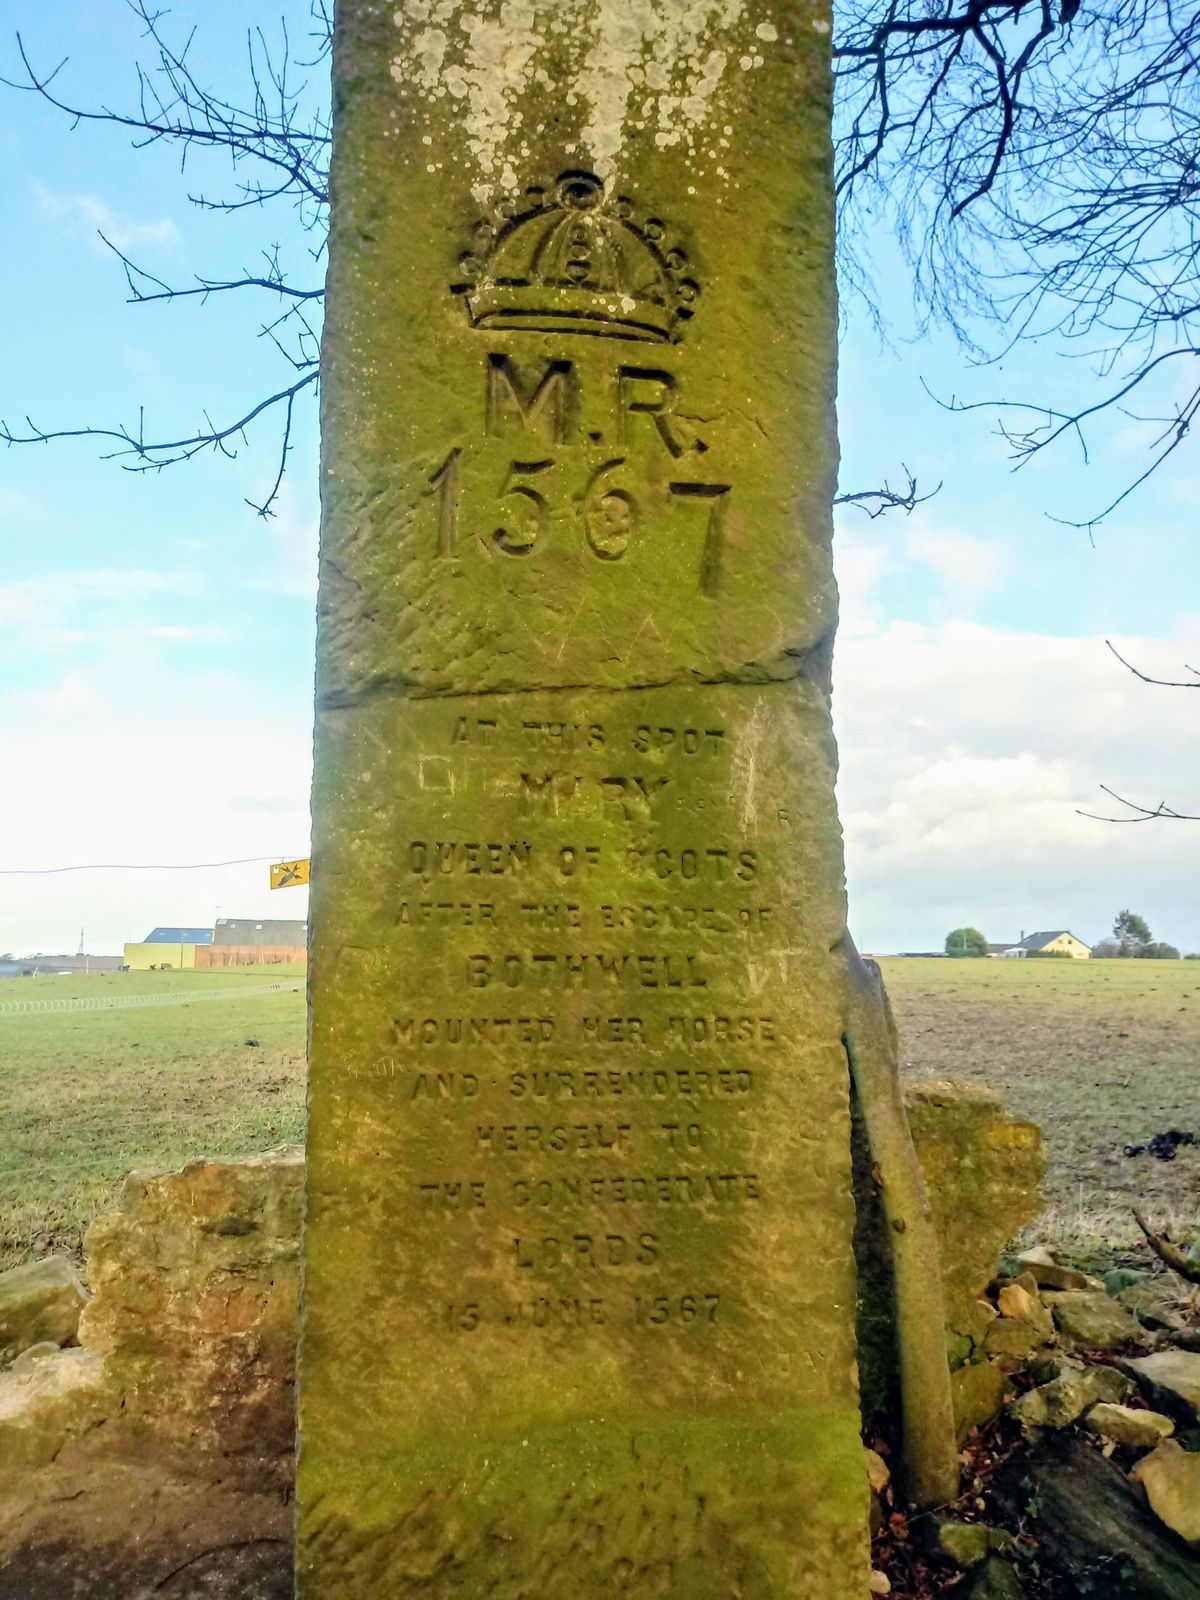 M.R.
1567
AT THIS SPOT
MARY
QUEEN OF SCOTS
AFTER THE ESCAPE OF
BOTHWELL
MOUNTED HER HORSE
AND SURRENDERED
HERSELF TO
THE CONFEDERATE
LORDS
15 JUNE 1567